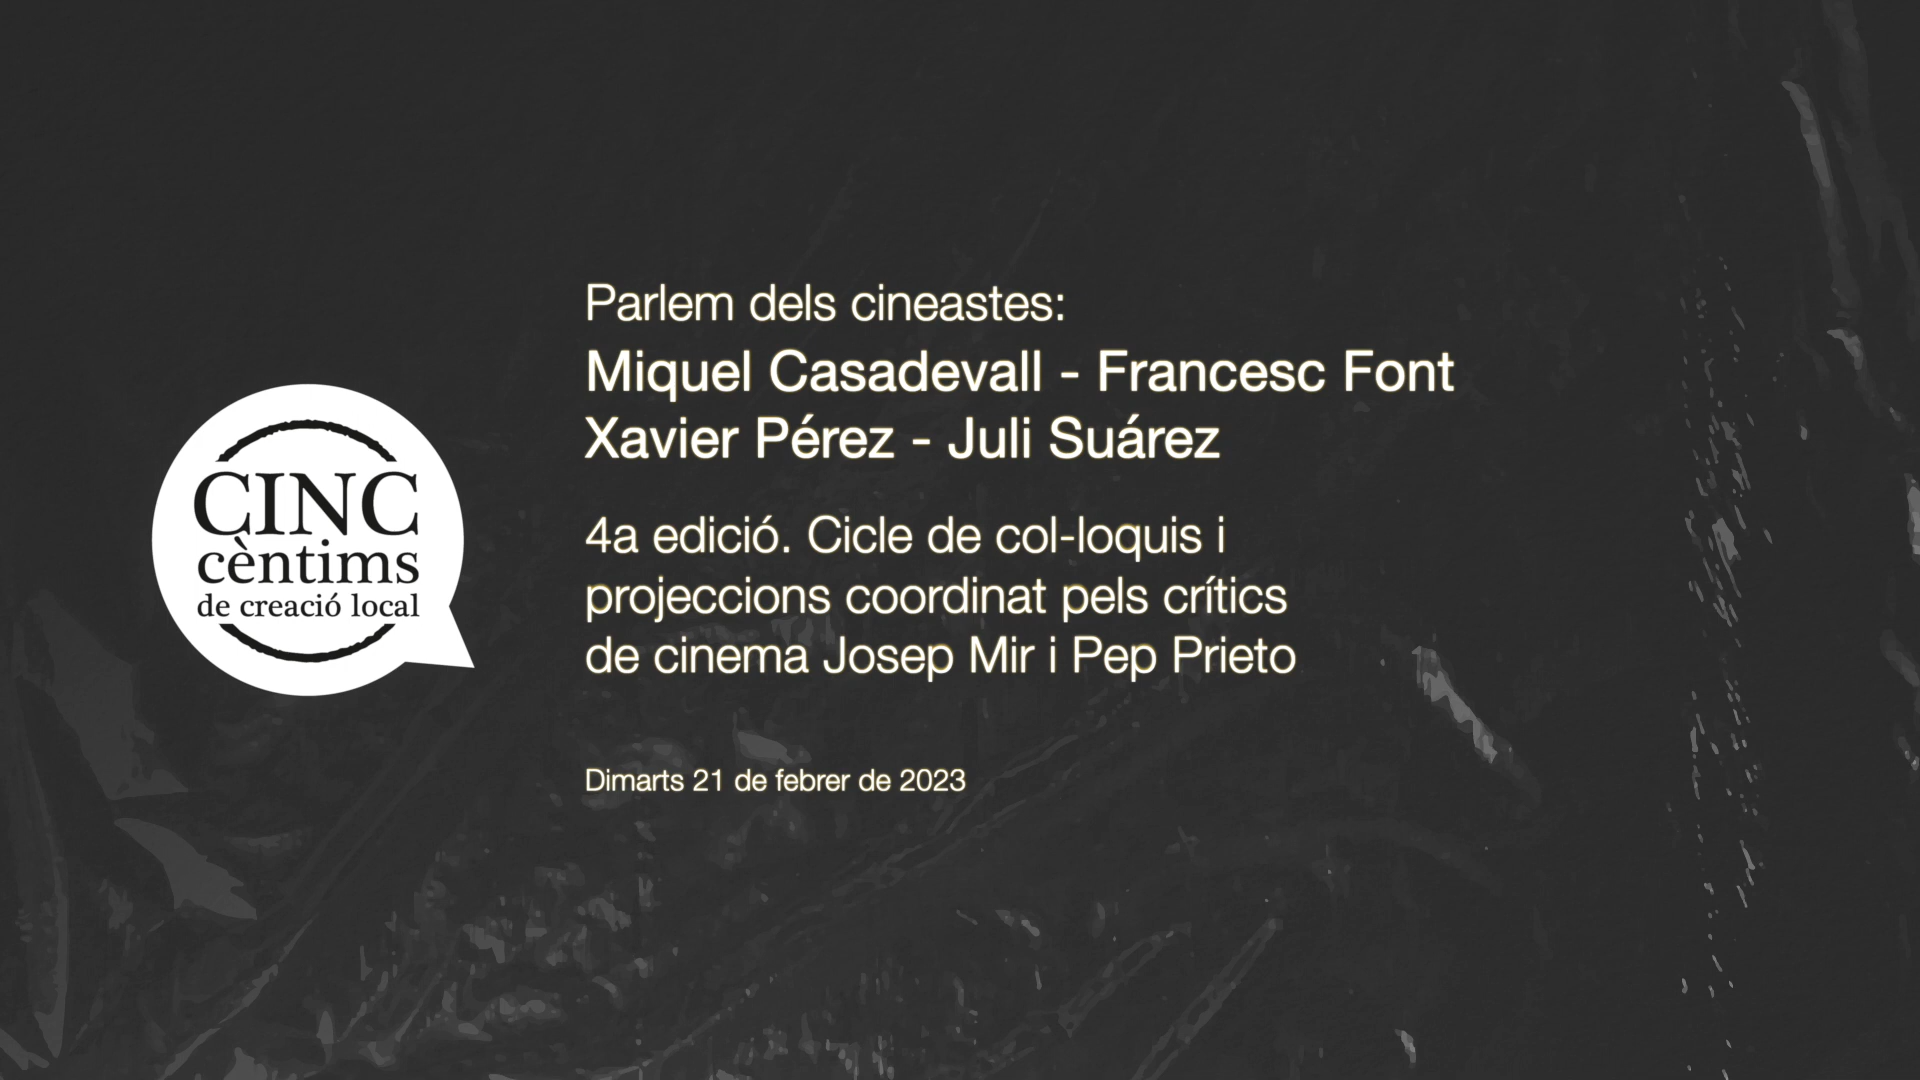 CINC
cèntims
de creació local
Parlem dels cineastes:
Miquel Casadevall - Francesc Font
Xavier Pérez - Juli Suárez
4a edició. Cicle de col-loquis i
projeccions coordinat pels crítics
de cinema Josep Mir i Pep Prieto
Dimarts 21 de febrer de 2023